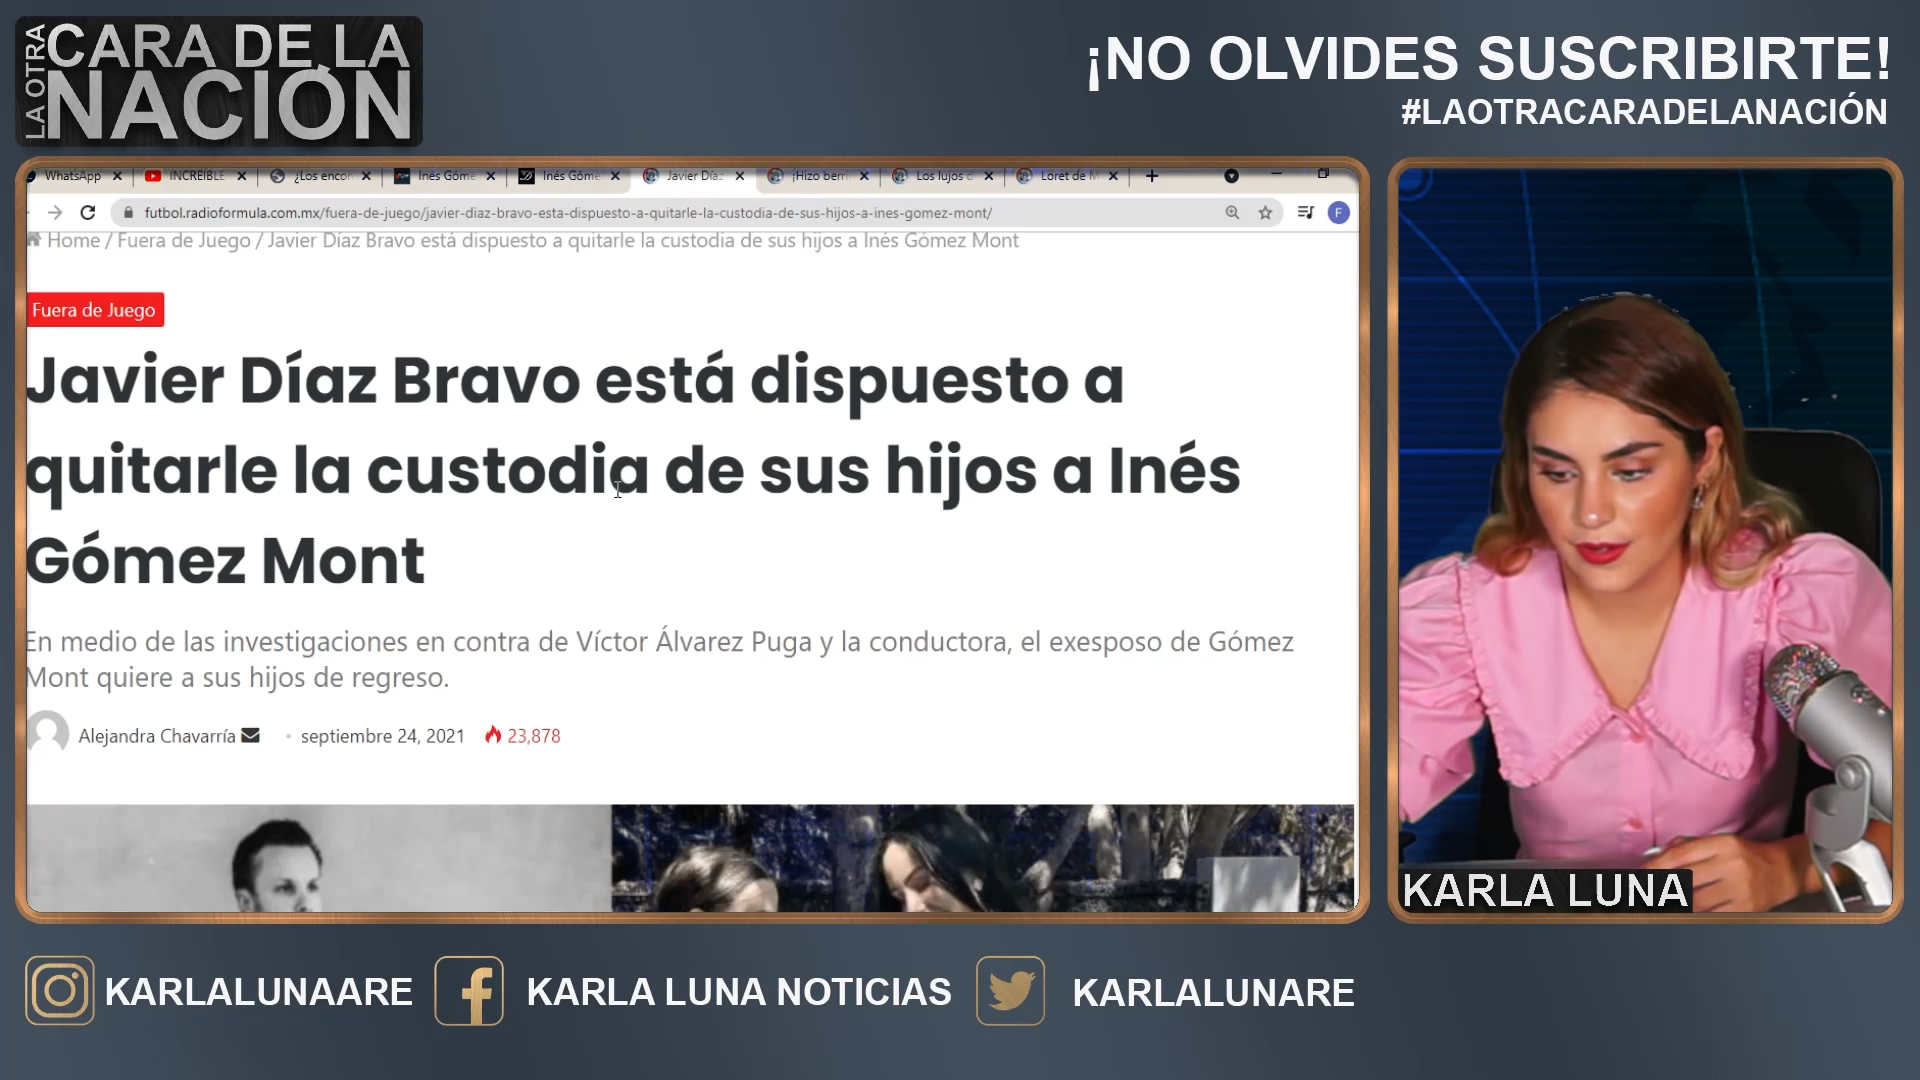 LA OTRA
CARA DE LA
NACIÓN
¡NO OLVIDES SUSCRIBIRTE!
#LAOTRACARADELANACIÓN
WhatsApp
INCREÍBLE
¿Los encon
Inés Góme
Inés Góme
Javier Díaz
¡Hizo berri
Los lujos d
Loret de M
futbol.radioformula.com.mx/fuera-de-juego/javier-diaz-bravo-esta-dispuesto-a-quitarle-la-custodia-de-sus-hijos-a-ines-gomez-mont/
F
Home / Fuera de Juego / Javier Díaz Bravo está dispuesto a quitarle la custodia de sus hijos a Inés Gómez Mont
Fuera de Juego
Javier Díaz Bravo está dispuesto a
quitarle la custodia de sus hijos a Inés
Gómez Mont
En medio de las investigaciones en contra de Víctor Álvarez Puga y la conductora, el exesposo de Gómez
Mont quiere a sus hijos de regreso.
Alejandra Chavarría
septiembre 24, 2021
23,878
KARLA LUNA
KARLALUNAARE
KARLA LUNA NOTICIAS
KARLALUNARE